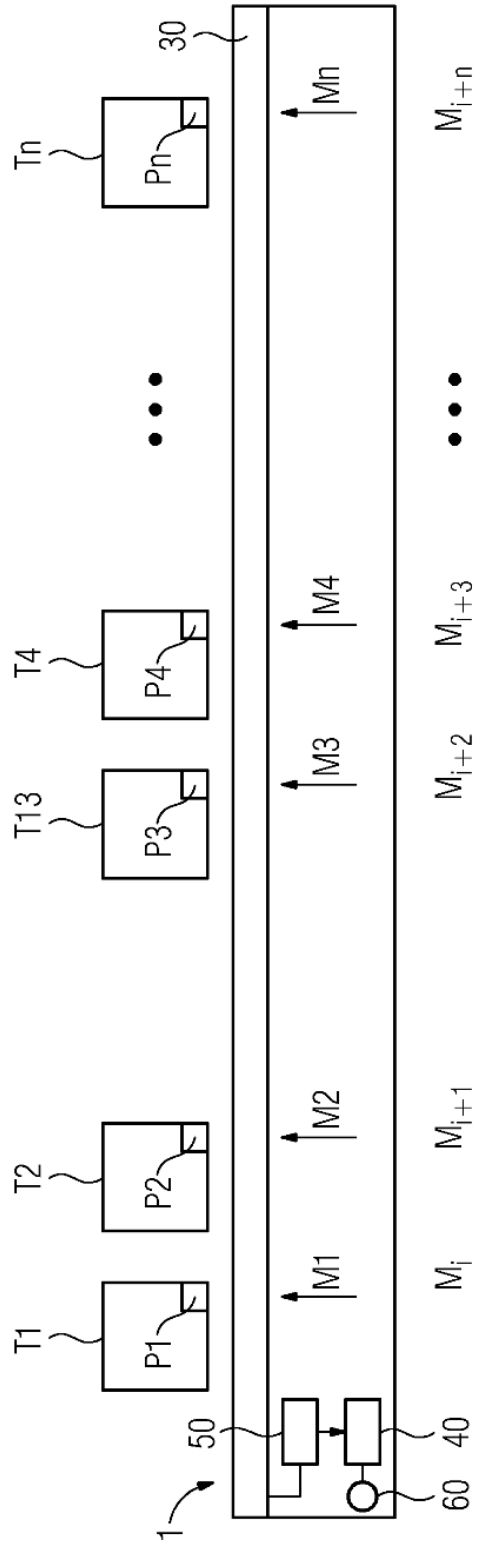 T1 T2 T13 T4 Tn
P1 P2 P3 P4 Pn
1 30
50 M1 M2 M3 M4 Mn
40
60
Mᵢ Mᵢ₊₁ Mᵢ₊₂ Mᵢ₊₃ Mᵢ₊ₙ